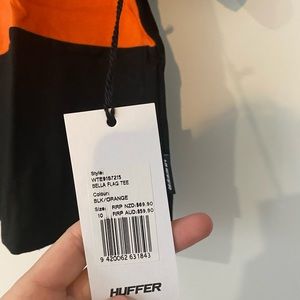 Style:
WTE91S7215
BELLA FLAG TEE
Colour:
BLK/ORANGE
Size: RRP NZD:$69.90
10 RRP AUD:$59.90
9 420062 631843
HUFFER